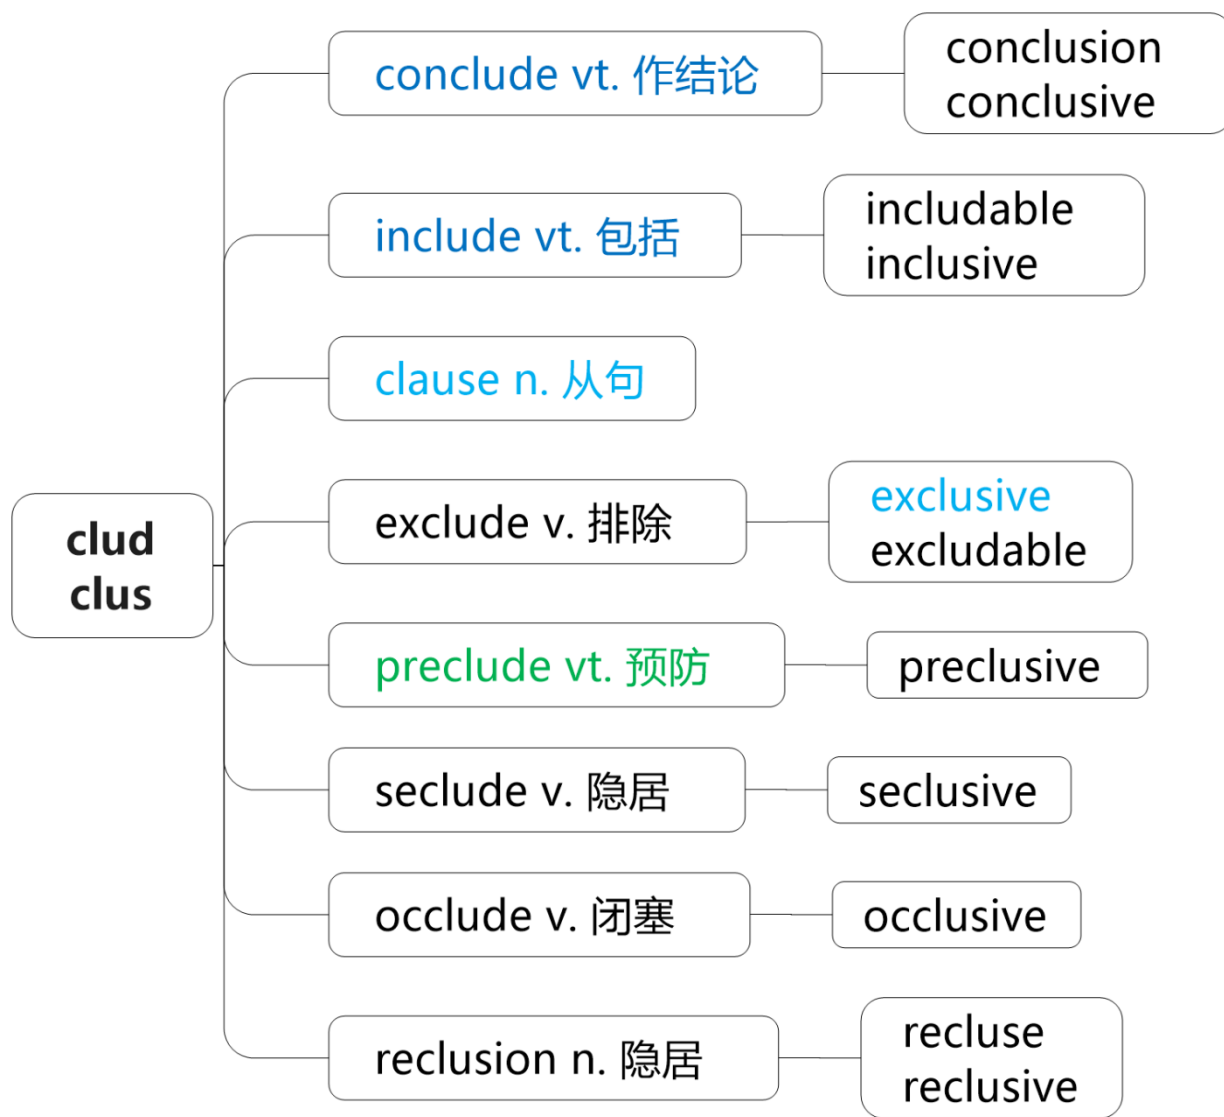 clud
clus
conclude vt. 作结论
conclusion
conclusive
include vt. 包括
includable
inclusive
clause n. 从句
exclude v. 排除
exclusive
excludable
preclude vt. 预防
preclusive
seclude v. 隐居
seclusive
occlude v. 闭塞
occlusive
reclusion n. 隐居
recluse
reclusive